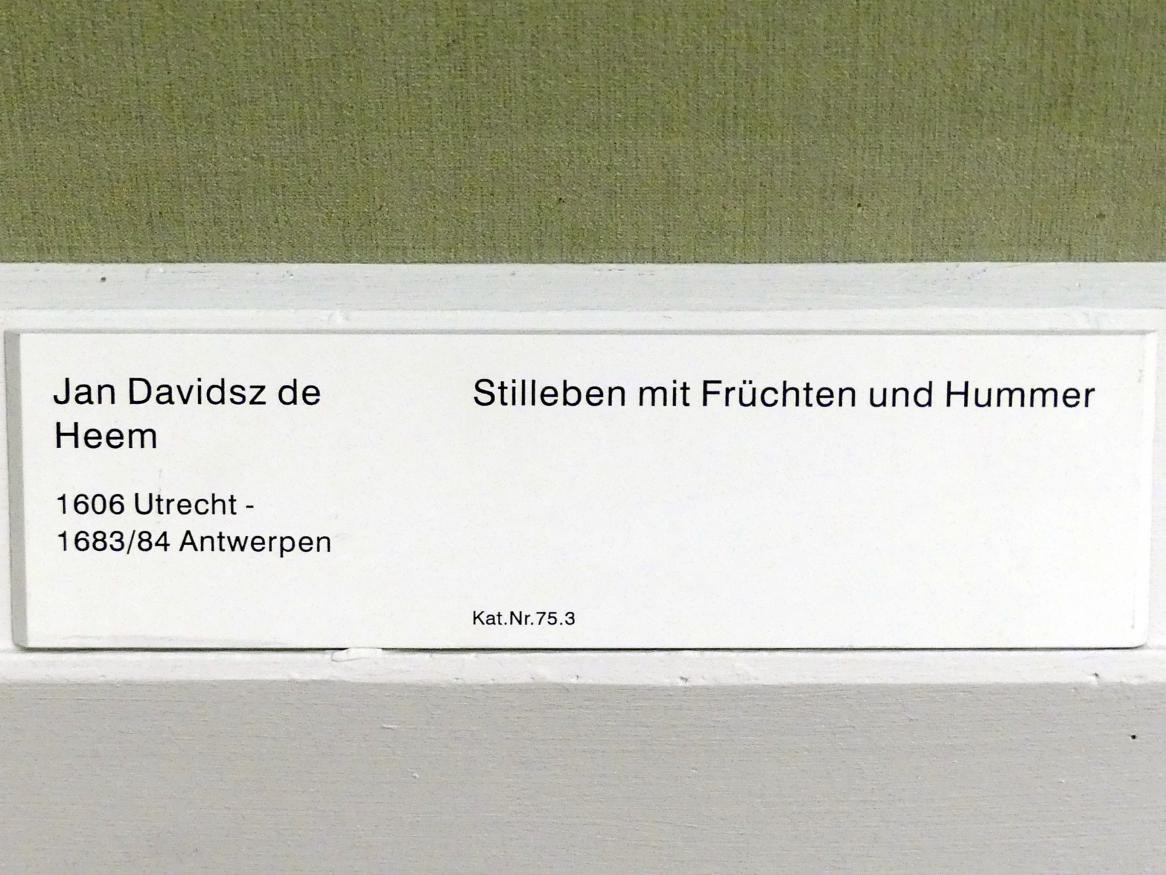 Jan Davidsz de
Heem
1606 Utrecht -
1683/84 Antwerpen
Stilleben mit Früchten und Hummer
Kat.Nr.75.3